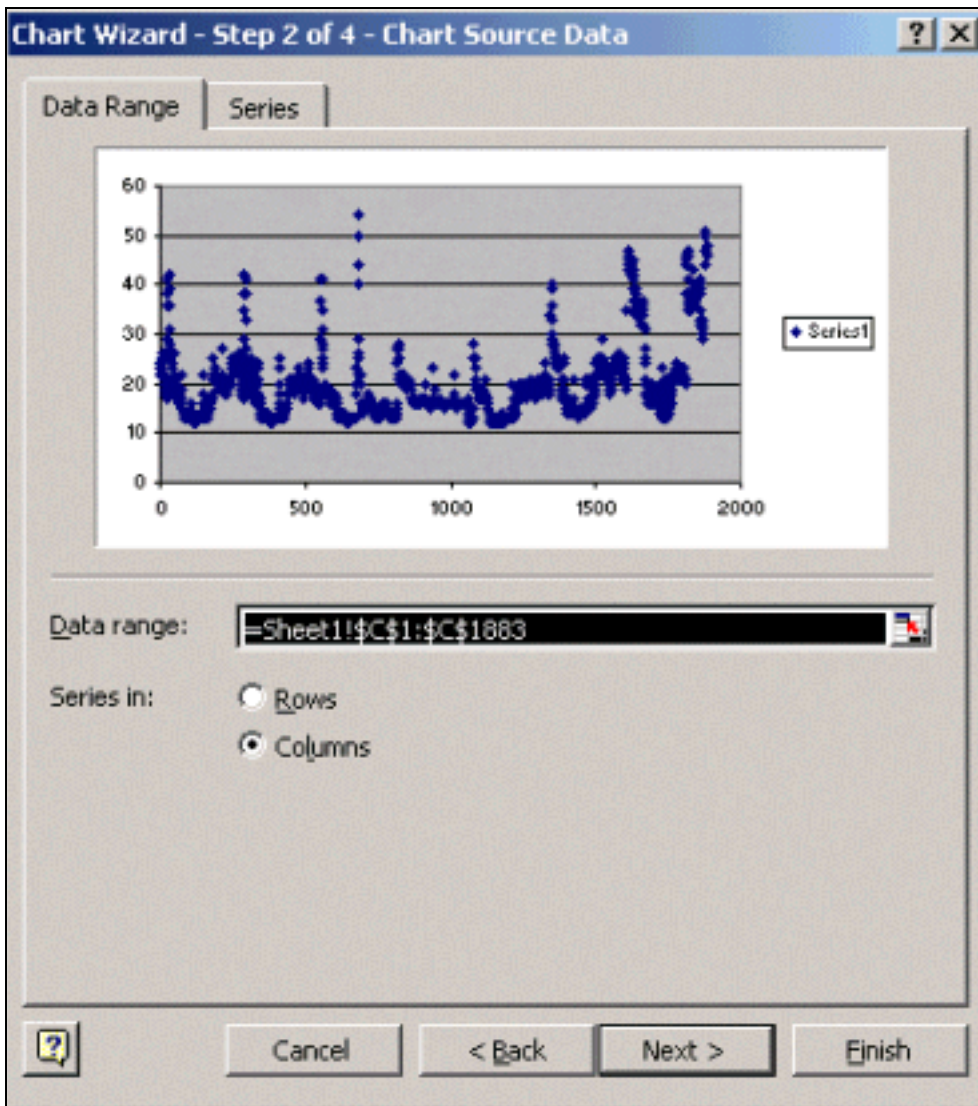 Chart Wizard - Step 2 of 4 - Chart Source Data
Data Range Series
60
50
40
30
20
10
0
0 500 1000 1500 2000
Series1
Data range: =Sheet1!$C$1:$C$1883
Series in: Rows
Columns
Cancel < Back Next > Finish